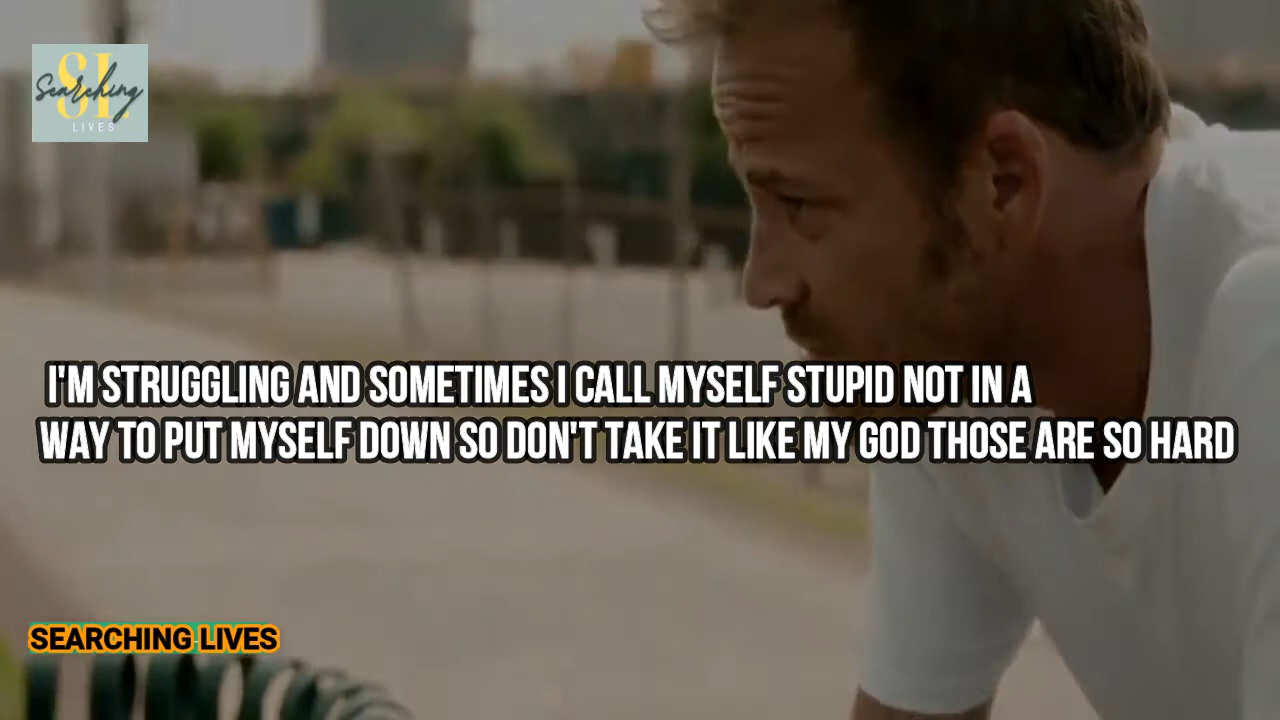 SL
Searching
LIVES
I'M STRUGGLING AND SOMETIMES I CALL MYSELF STUPID NOT IN A
WAY TO PUT MYSELF DOWN SO DON'T TAKE IT LIKE MY GOD THOSE ARE SO HARD
SEARCHING LIVES